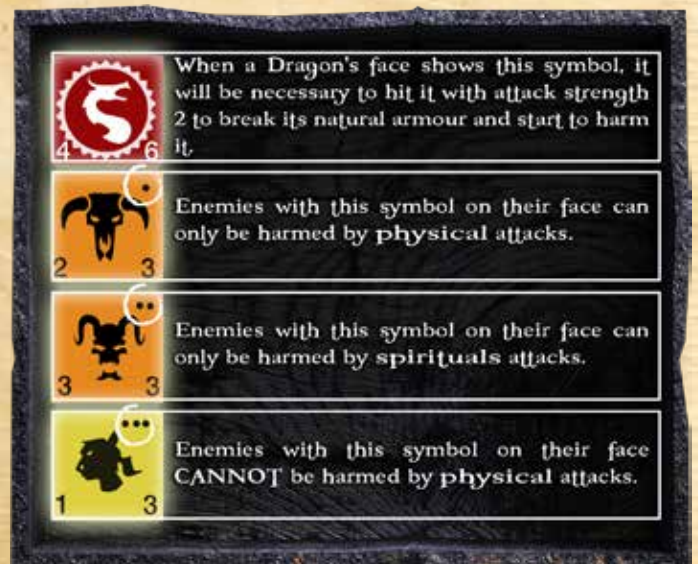 When a Dragon's face shows this symbol, it
will be necessary to hit it with attack strength
2 to break its natural armour and start to harm
it.
4 6
Enemies with this symbol on their face can
only be harmed by physical attacks.
2 3
Enemies with this symbol on their face can
only be harmed by spirituals attacks.
3 3
Enemies with this symbol on their face
CANNOT be harmed by physical attacks.
1 3